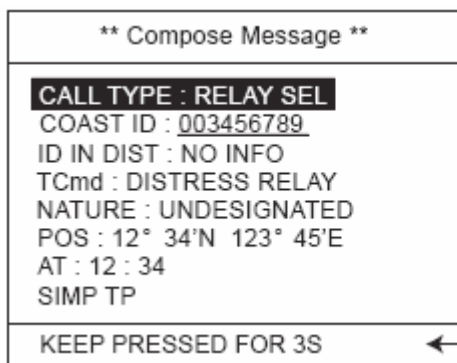 ** Compose Message **
CALL TYPE : RELAY SEL
COAST ID : 003456789
ID IN DIST : NO INFO
TCmd : DISTRESS RELAY
NATURE : UNDESIGNATED
POS : 12° 34'N 123° 45'E
AT : 12 : 34
SIMP TP
KEEP PRESSED FOR 3S ←